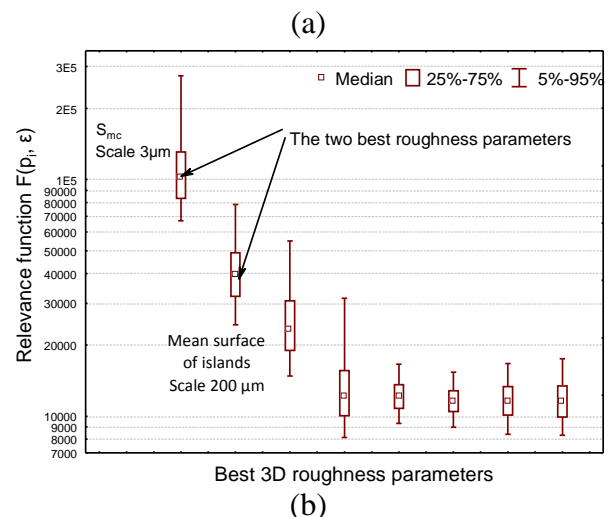 (a)
3E5
2E5
1E5
90000
80000
70000
60000
50000
40000
30000
20000
10000
9000
8000
7000
Relevance function F(pᵢ, ε)
Median 25%-75% 5%-95%
Sₘc
Scale 3µm
The two best roughness parameters
Mean surface
of islands
Scale 200 µm
Best 3D roughness parameters
(b)